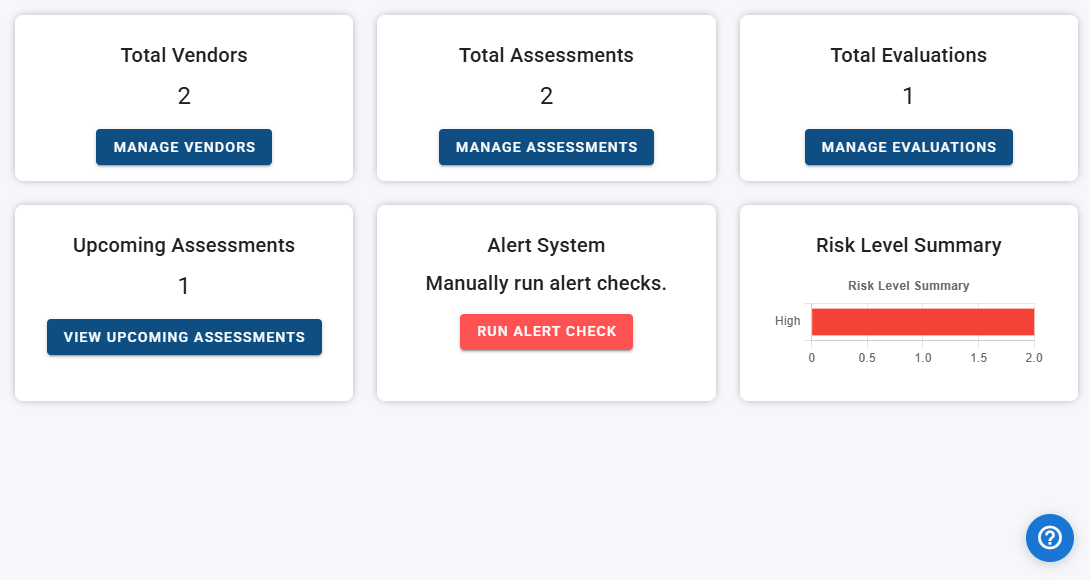 Total Vendors
2
MANAGE VENDORS
Total Assessments
2
MANAGE ASSESSMENTS
Total Evaluations
1
MANAGE EVALUATIONS
Upcoming Assessments
1
VIEW UPCOMING ASSESSMENTS
Alert System
Manually run alert checks.
RUN ALERT CHECK
Risk Level Summary
Risk Level Summary
High
0 0.5 1.0 1.5 2.0
?